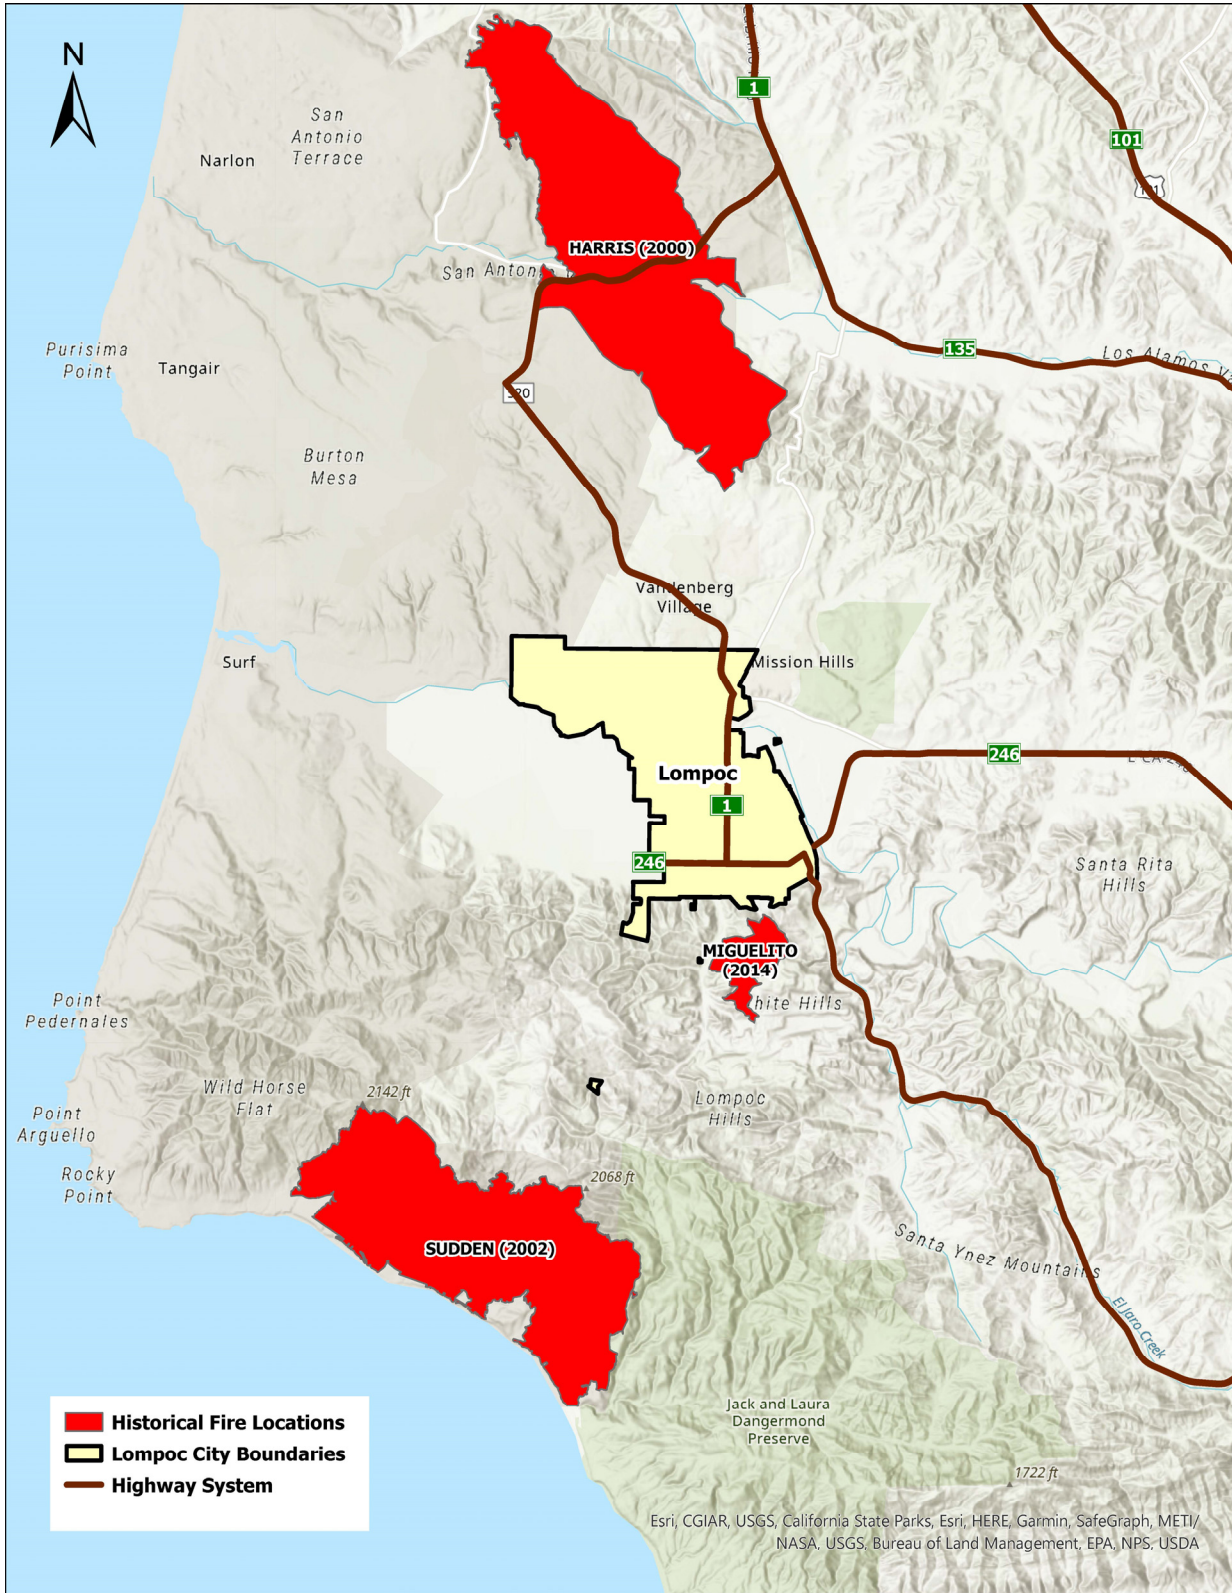 N
1
San
Antonio
Terrace
Narlon
101
HARRIS (2000)
San Anton
Purisima
Point
Tangair
135
Los Alamos
Burton
Mesa
Vandenberg
Village
Surf
Mission Hills
246
Lompoc
1
246
Santa Rita
Hills
MIGUELITO
(2014)
hite Hills
Point
Pedernales
Wild Horse
Flat
2142 ft
Lompoc
Hills
Point
Arguello
Rocky
Point
2068 ft
SUDDEN (2002)
Santa Ynez Mountains
El Jaro Creek
Jack and Laura
Dangermond
Preserve
1722 ft
Historical Fire Locations
Lompoc City Boundaries
Highway System
Esri, CGIAR, USGS, California State Parks, Esri, HERE, Garmin, SafeGraph, METI/
NASA, USGS, Bureau of Land Management, EPA, NPS, USDA